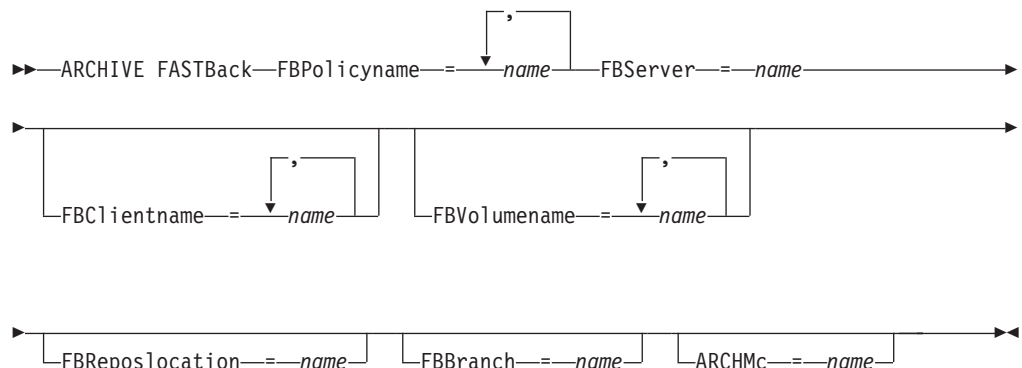 ,
ARCHIVE FASTBack FBPolicyname = name FBServer = name
, ,
FBClientname = name FBVolumename = name
FBReposlocation = name FBBranch = name ARCHMc = name